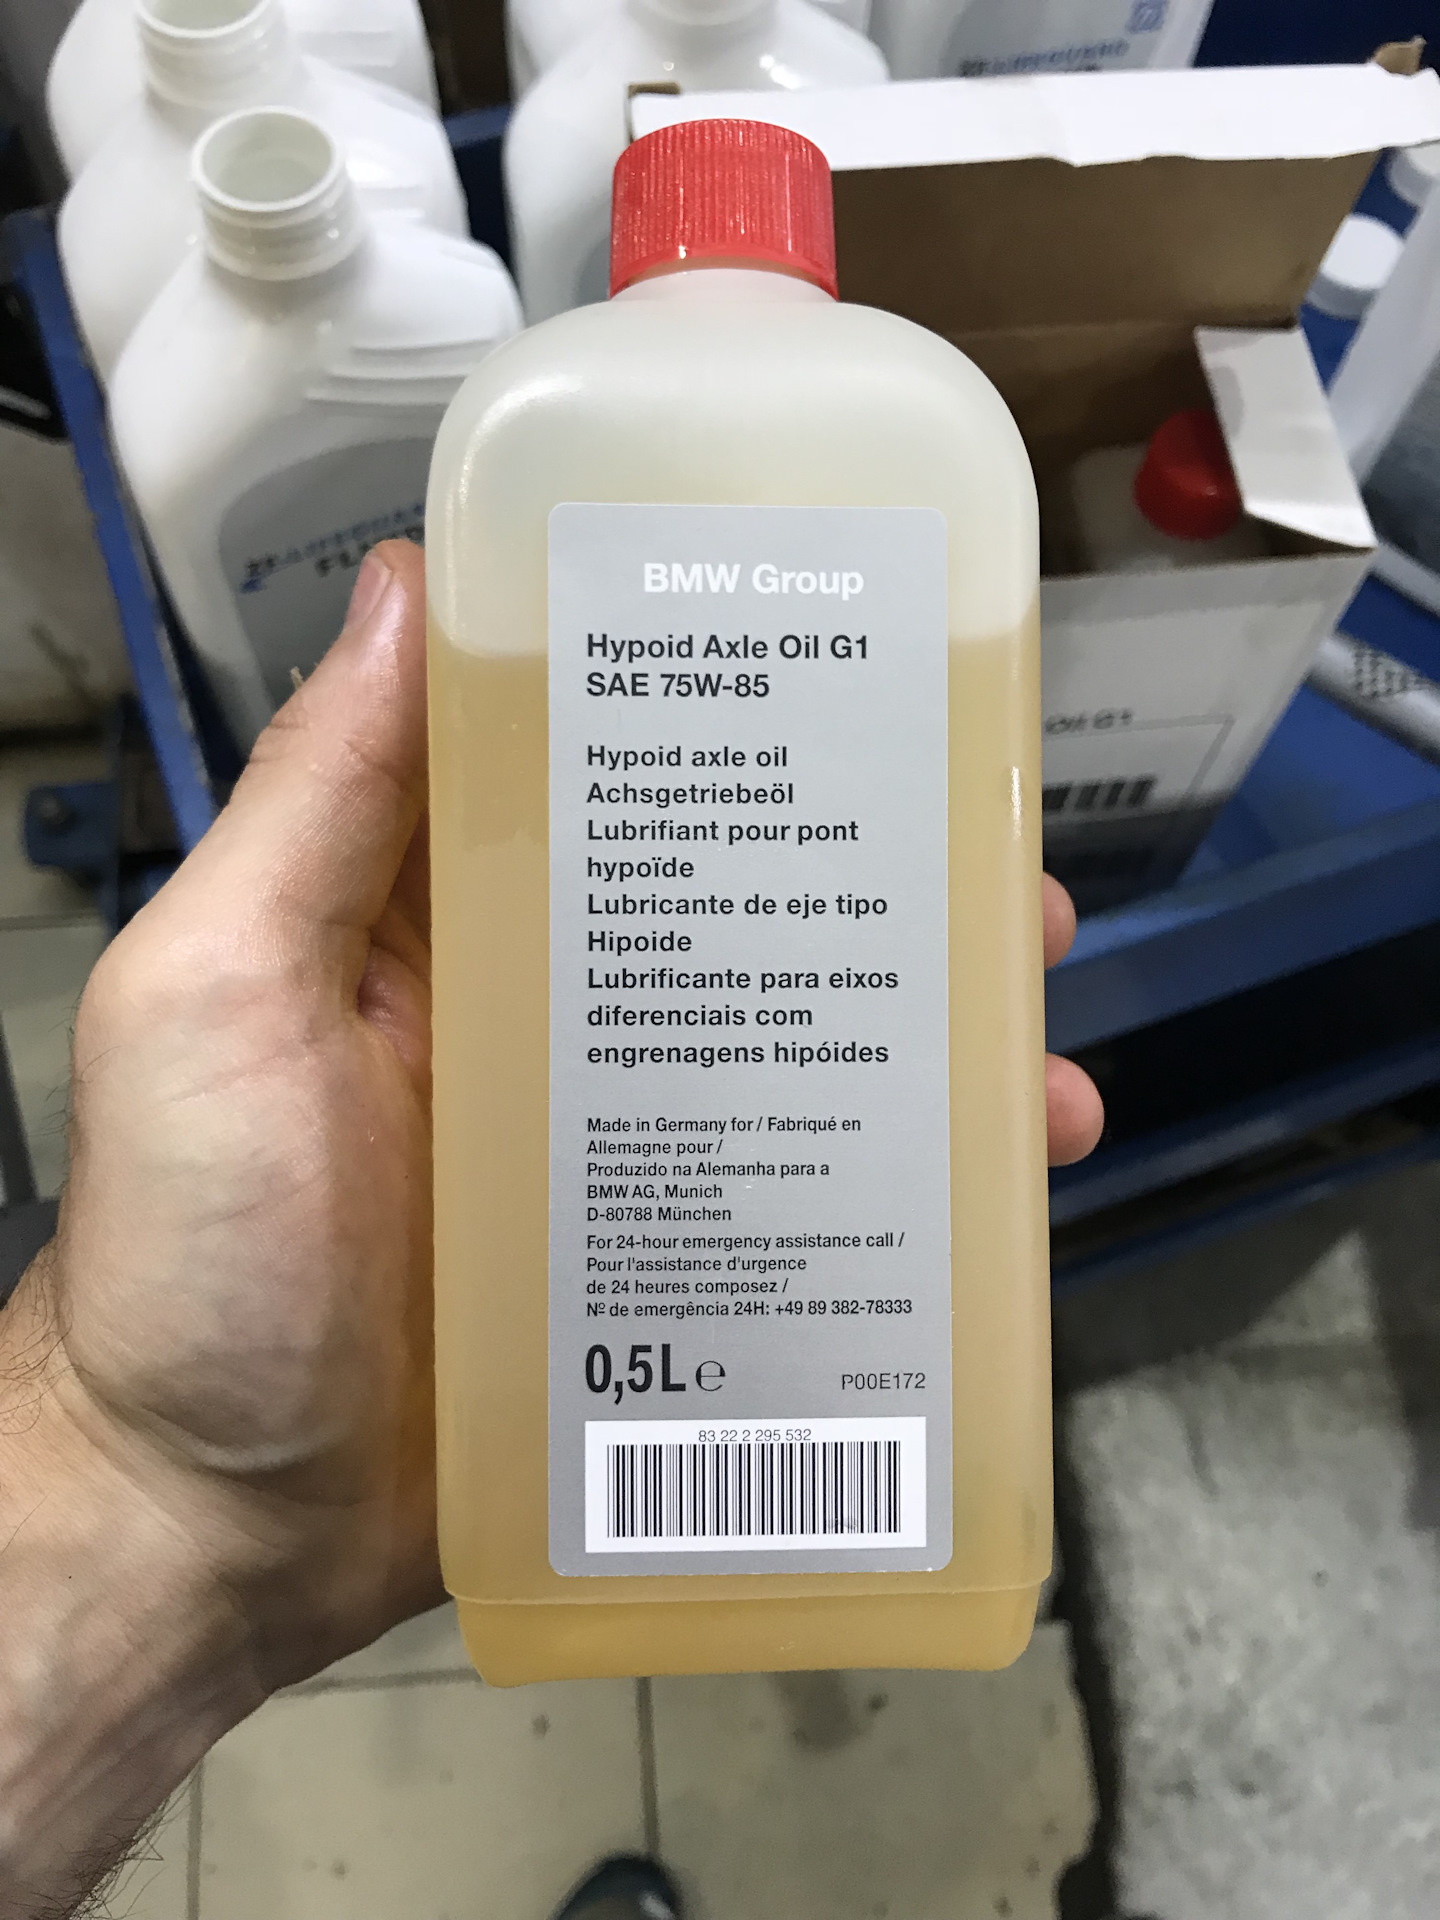 BMW Group
Hypoid Axle Oil G1
SAE 75W-85
Hypoid axle oil
Achsgetriebeöl
Lubrifiant pour pont
hypoïde
Lubricante de eje tipo
Hipoide
Lubrificante para eixos
diferenciais com
engrenagens hipóides
Made in Germany for / Fabriqué en
Allemagne pour /
Produzido na Alemanha para a
BMW AG, Munich
D-80788 München
For 24-hour emergency assistance call /
Pour l'assistance d'urgence
de 24 heures composez /
Nº de emergência 24H: +49 89 382-78333
0,5L e
P00E172
83 22 2 295 532
Oil G1